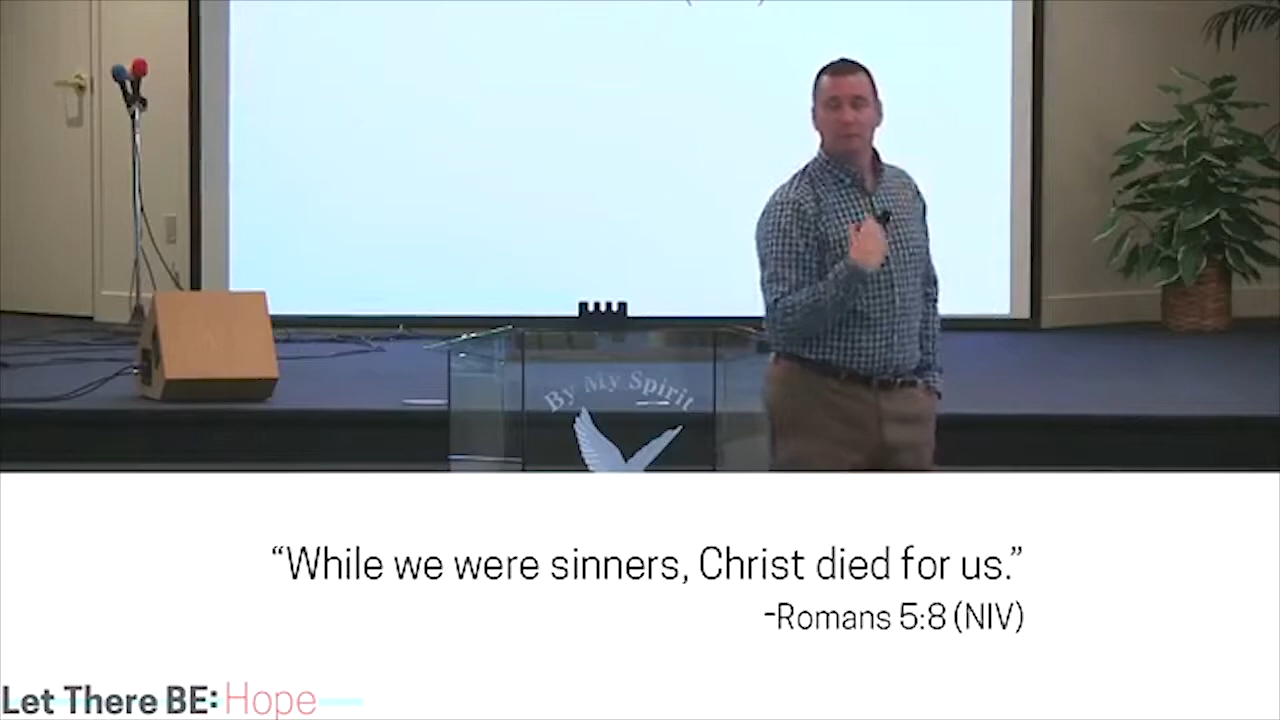 By My Spirit
“While we were sinners, Christ died for us.”
-Romans 5:8 (NIV)
Let There BE: Hope